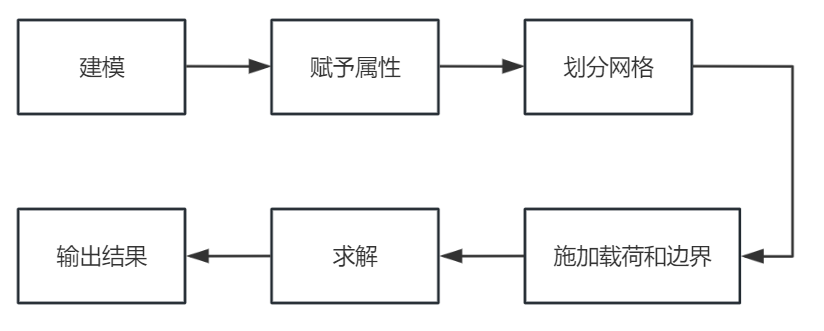 建模
赋予属性
划分网格
施加载荷和边界
求解
输出结果